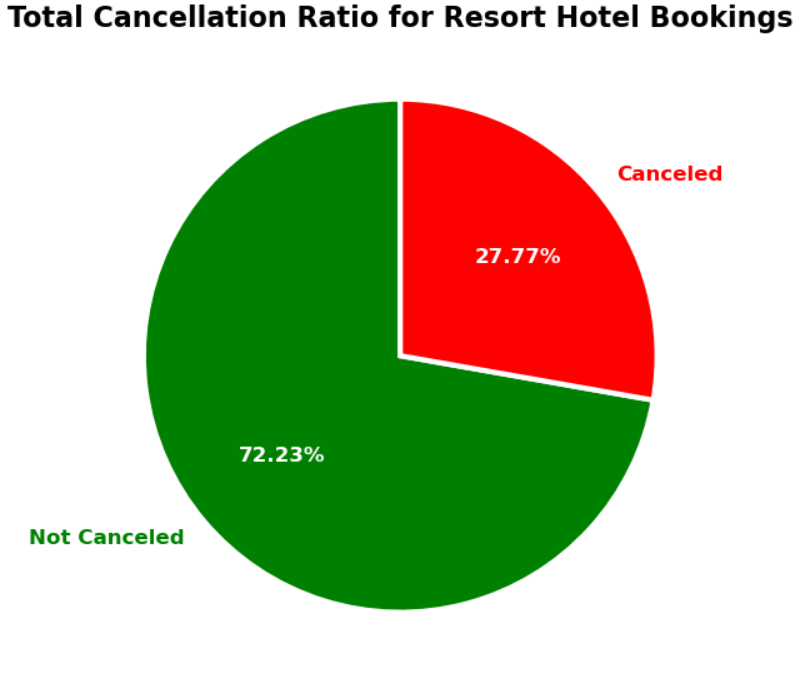 Total Cancellation Ratio for Resort Hotel Bookings
Canceled
27.77%
72.23%
Not Canceled